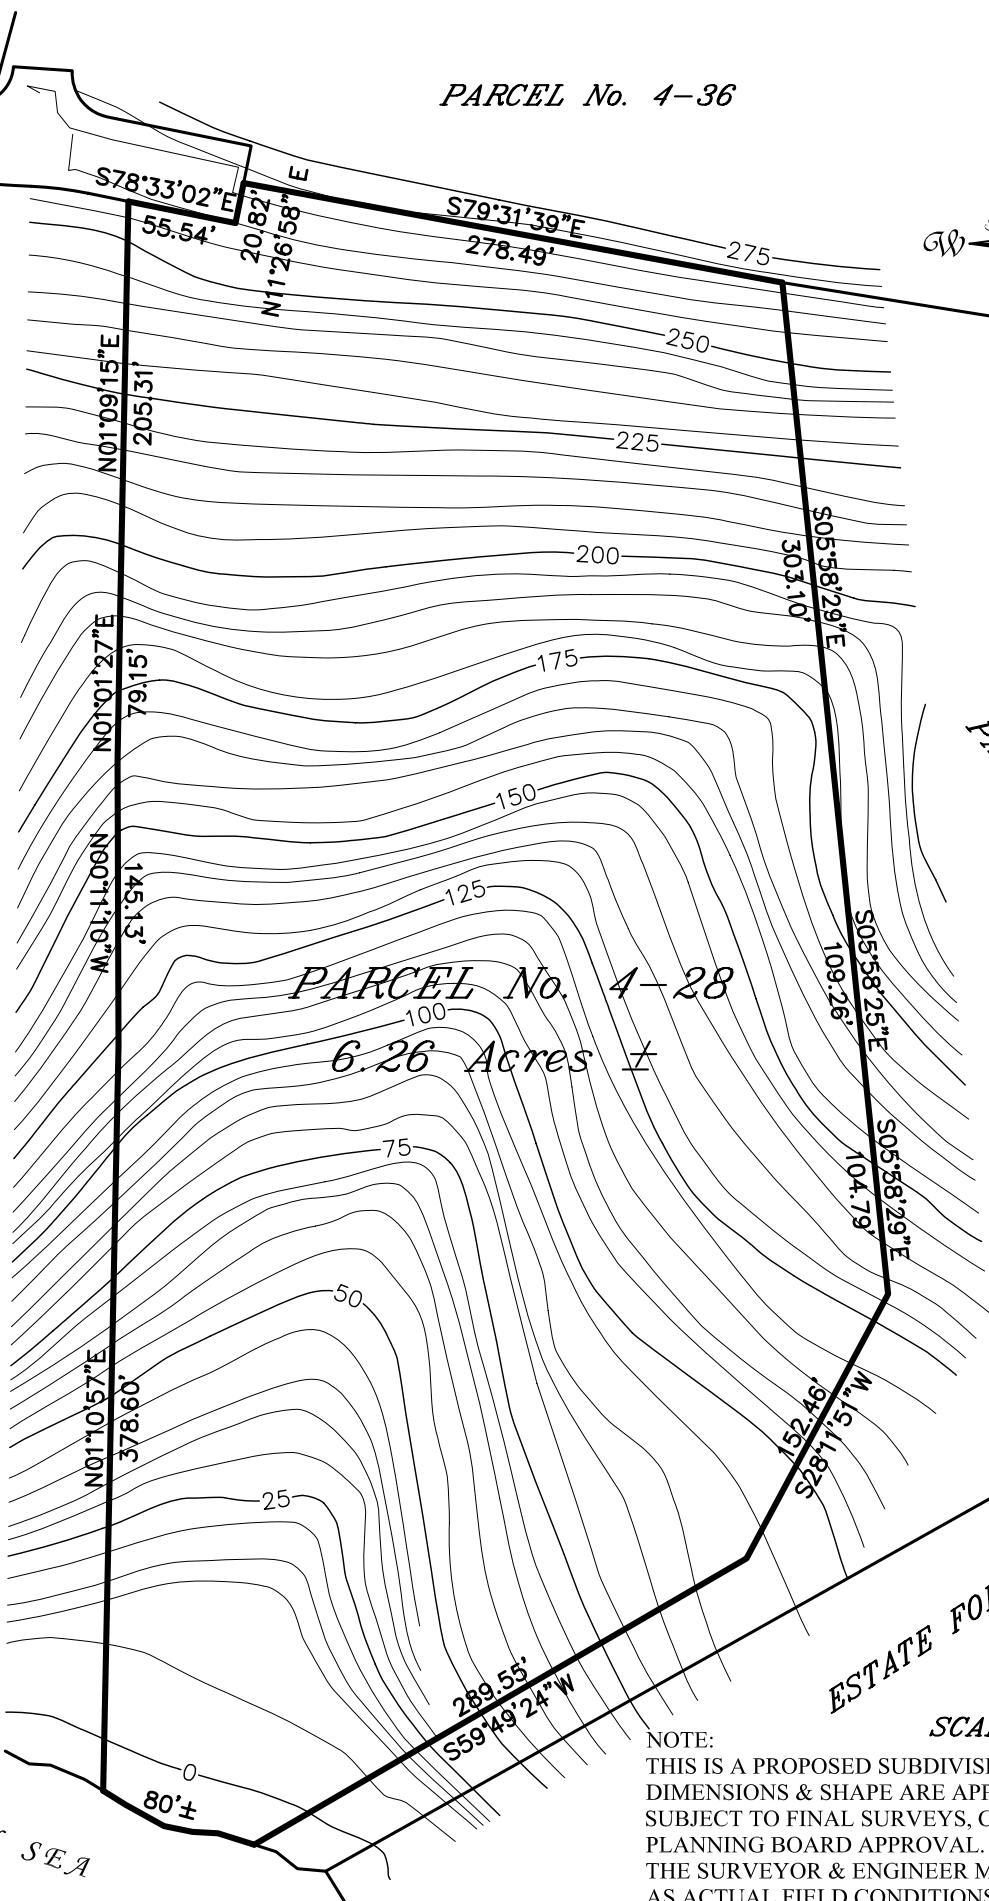 PARCEL No. 4-36
S78°33'02"E
55.54'
20.82'
N11°26'58"
E
S79°31'39"E
278.49'
275
W
250
N01°09'15"E
205.31'
225
200
S05°58'29"E
303.10'
N01°01'27"E
79.15'
175
150
N00°11'10"W
145.13'
125
S05°58'25"E
109.26'
PARCEL No. 4-28
100
6.26 Acres ±
S05°58'29"E
104.79'
75
50
N01°10'57"E
378.60'
152.46'
S28°11'51"W
25
289.55'
S59°49'24"W
ESTATE
0
80'±
SEA
NOTE:
THIS IS A PROPOSED
DIMENSIONS & SHAPE ARE
SUBJECT TO FINAL SURVEYS,
PLANNING BOARD APPROVAL.
THE SURVEYOR & ENGINEER
AS ACTUAL FIELD CONDITIONS